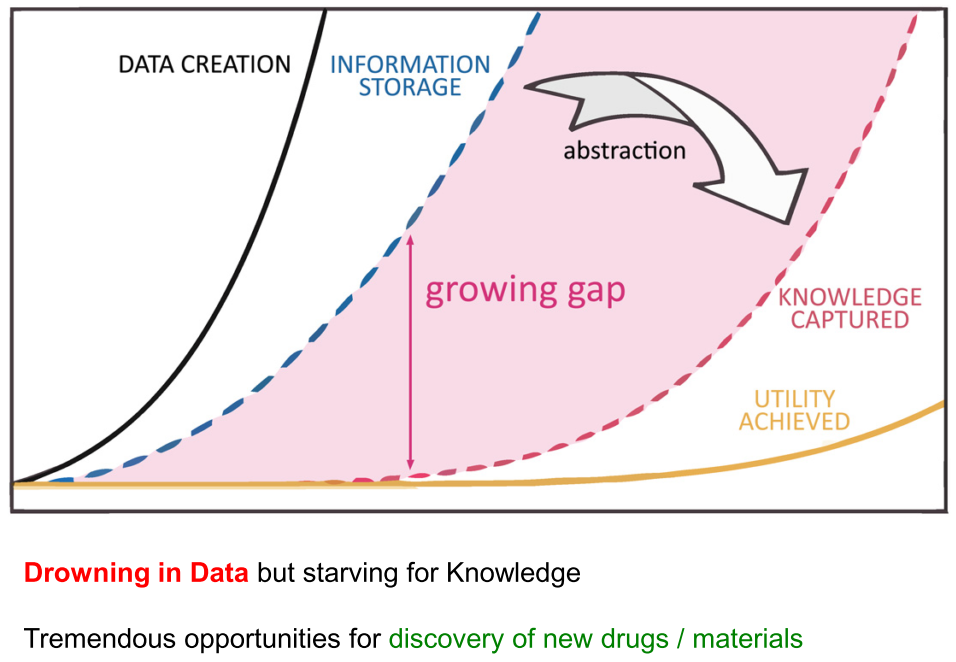 DATA CREATION
INFORMATION
STORAGE
abstraction
growing gap
KNOWLEDGE
CAPTURED
UTILITY
ACHIEVED
Drowning in Data but starving for Knowledge
Tremendous opportunities for discovery of new drugs / materials